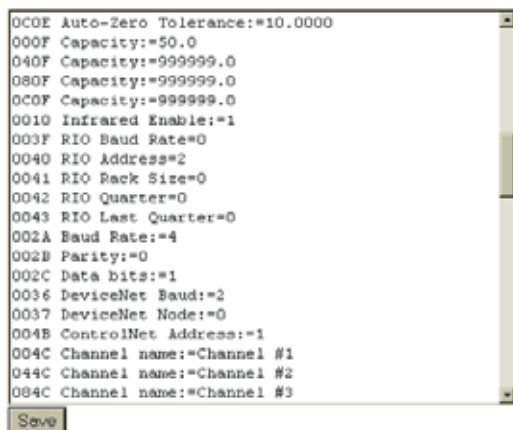 0C0E Auto-Zero Tolerance:=10.0000
000F Capacity:=50.0
040F Capacity:=999999.0
080F Capacity:=999999.0
0C0F Capacity:=999999.0
0010 Infrared Enable:=1
003F RIO Baud Rate=0
0040 RIO Address=2
0041 RIO Rack Size=0
0042 RIO Quarter=0
0043 RIO Last Quarter=0
002A Baud Rate:=4
002B Parity:=0
002C Data bits:=1
0036 DeviceNet Baud:=2
0037 DeviceNet Node:=0
004B ControlNet Address:=1
004C Channel name:=Channel #1
044C Channel name:=Channel #2
084C Channel name:=Channel #3
Save